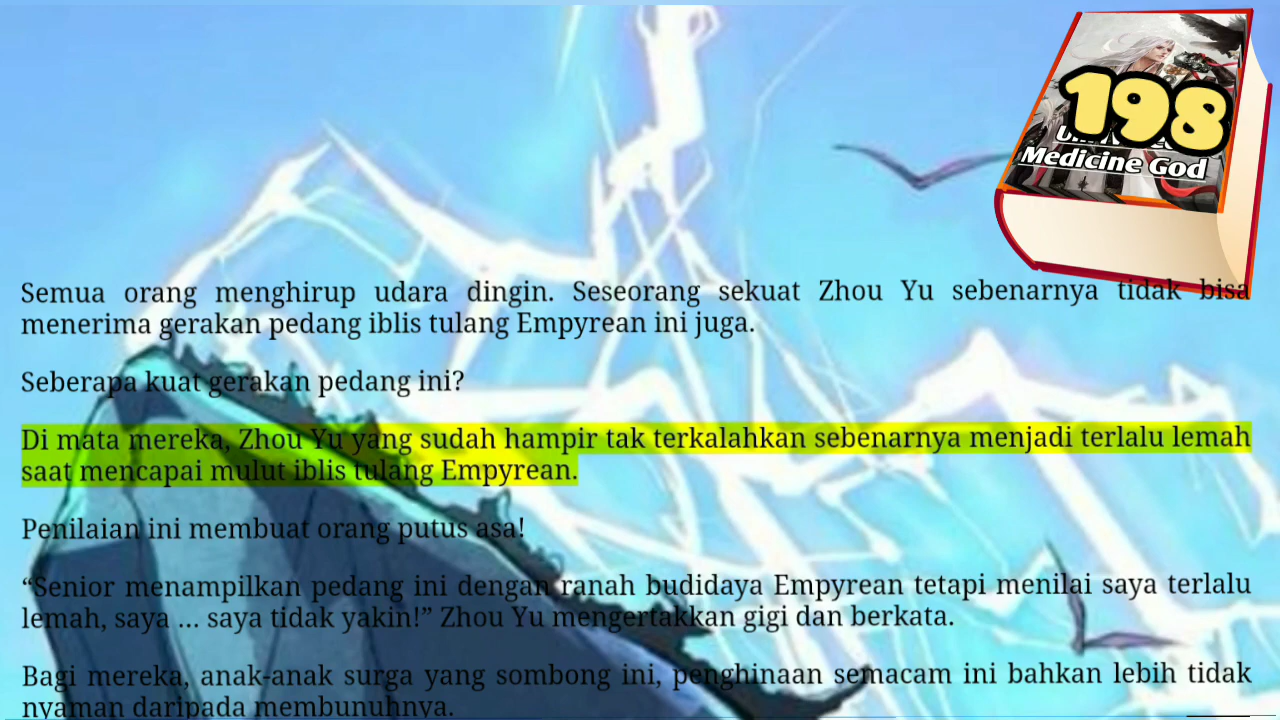 198
Medicine God
Semua orang menghirup udara dingin. Seseorang sekuat Zhou Yu sebenarnya tidak bisa
menerima gerakan pedang iblis tulang Empyrean ini juga.
Seberapa kuat gerakan pedang ini?
Di mata mereka, Zhou Yu yang sudah hampir tak terkalahkan sebenarnya menjadi terlalu lemah
saat mencapai mulut iblis tulang Empyrean.
Penilaian ini membuat orang putus asa!
“Senior menampilkan pedang ini dengan ranah budidaya Empyrean tetapi menilai saya terlalu
lemah, saya ... saya tidak yakin!” Zhou Yu mengertakkan gigi dan berkata.
Bagi mereka, anak-anak surga yang sombong ini, penghinaan semacam ini bahkan lebih tidak
nyaman daripada membunuhnya.